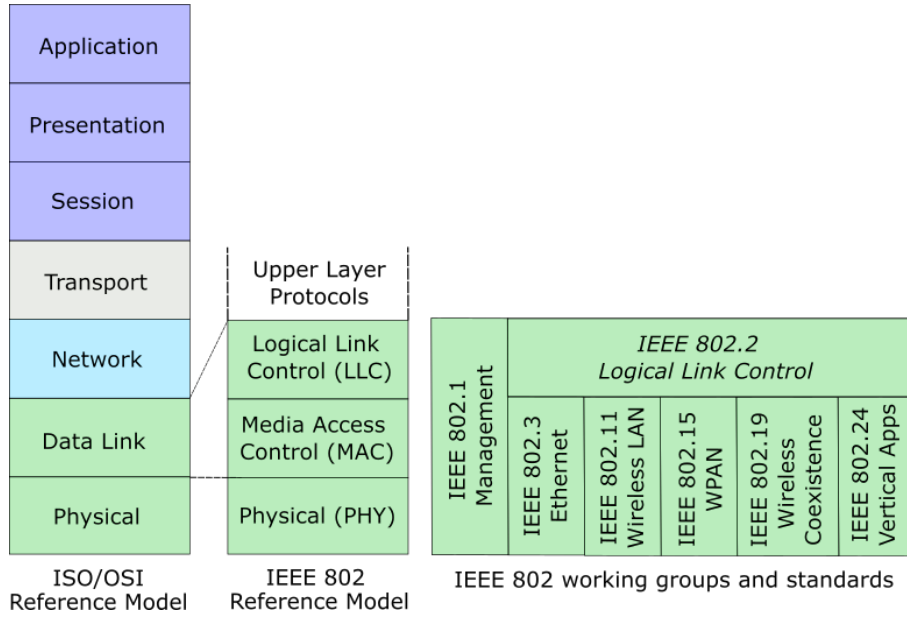 Application
Presentation
Session
Transport
Network
Data Link
Physical
ISO/OSI
Reference Model
Upper Layer
Protocols
Logical Link
Control (LLC)
Media Access
Control (MAC)
Physical (PHY)
IEEE 802
Reference Model
IEEE 802.1
Management
IEEE 802.2
Logical Link Control
IEEE 802.3
Ethernet
IEEE 802.11
Wireless LAN
IEEE 802.15
WPAN
IEEE 802.19
Wireless
Coexistence
IEEE 802.24
Vertical Apps
IEEE 802 working groups and standards